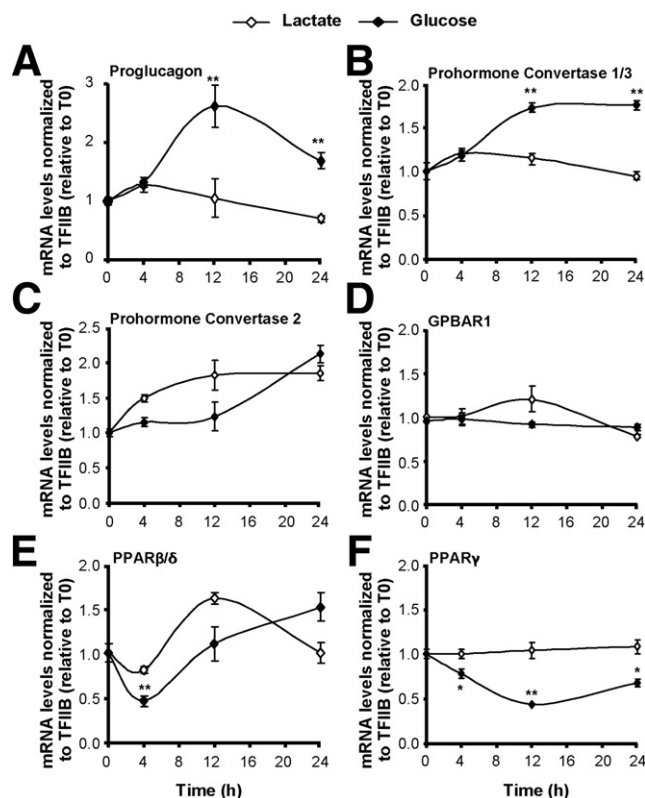 Lactate Glucose
A
Proglucagon
mRNA levels normalized
to TFIIB (relative to T0)
3
2
1
0
**
**
0 4 8 12 16 20 24
B
Prohormone Convertase 1/3
mRNA levels normalized
to TFIIB (relative to T0)
2.0
1.5
1.0
0.5
0.0
**
**
0 4 8 12 16 20 24
C
Prohormone Convertase 2
mRNA levels normalized
to TFIIB (relative to T0)
2.5
2.0
1.5
1.0
0.5
0.0
0 4 8 12 16 20 24
D
GPBAR1
mRNA levels normalized
to TFIIB (relative to T0)
2.0
1.5
1.0
0.5
0.0
0 4 8 12 16 20 24
E
PPARβ/δ
mRNA levels normalized
to TFIIB (relative to T0)
2.0
1.5
1.0
0.5
0.0
**
0 4 8 12 16 20 24
Time (h)
F
PPARγ
mRNA levels normalized
to TFIIB (relative to T0)
2.0
1.5
1.0
0.5
0.0
*
**
*
0 4 8 12 16 20 24
Time (h)